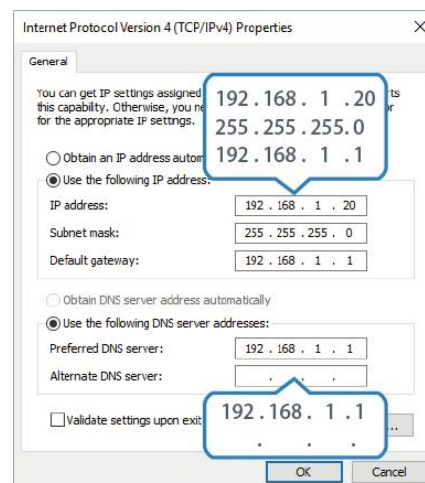 Internet Protocol Version 4 (TCP/IPv4) Properties
General
You can get IP settings assigned
this capability. Otherwise, you ne
for the appropriate IP settings.
192.168. 1 .20
255.255.255.0
192.168. 1 .1
Obtain an IP address autom
Use the following IP address:
IP address: 192 . 168 . 1 . 20
Subnet mask: 255 . 255 . 255 . 0
Default gateway: 192 . 168 . 1 . 1
Obtain DNS server address automatically
Use the following DNS server addresses:
Preferred DNS server: 192 . 168 . 1 . 1
Alternate DNS server: . . .
Validate settings upon exit
192.168. 1 .1
. . .
...
OK Cancel